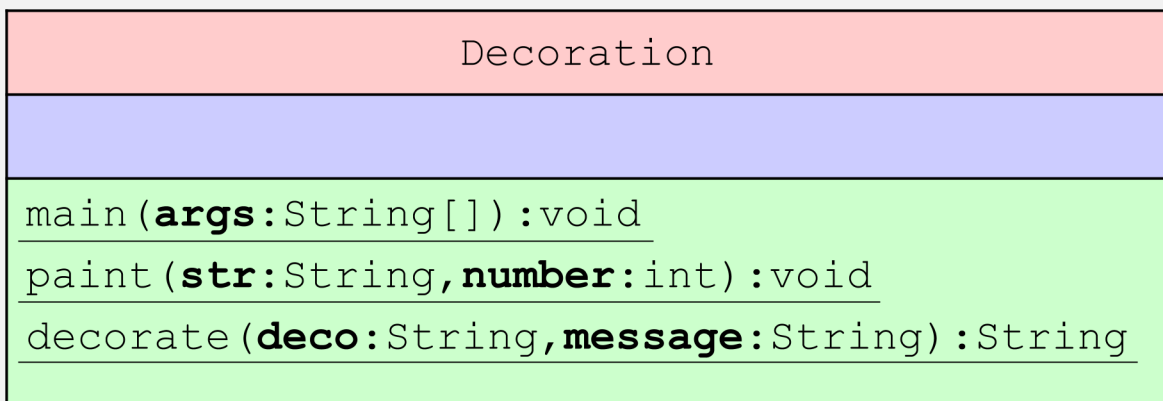 Decoration
main(args:String[]):void
paint(str:String,number:int):void
decorate(deco:String,message:String):String